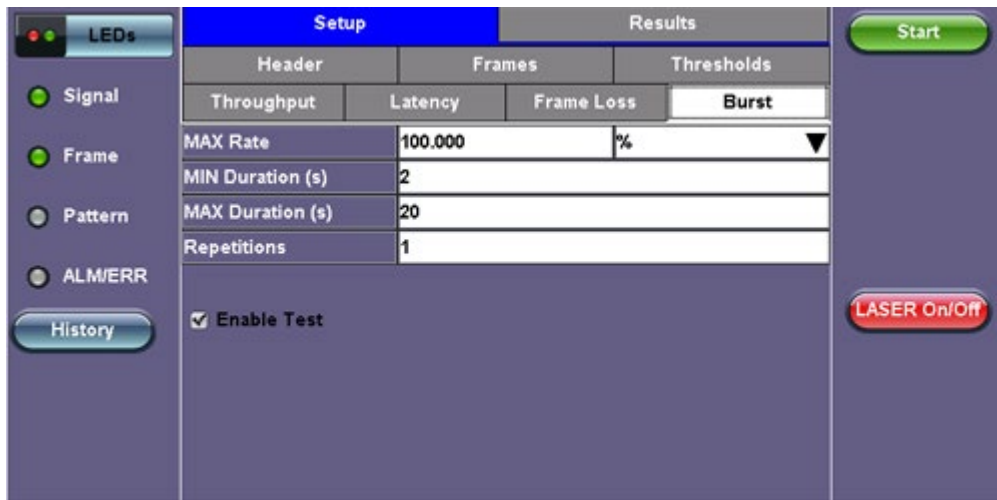 LEDs
Setup
Results
Start
Header
Frames
Thresholds
Signal
Throughput
Latency
Frame Loss
Burst
MAX Rate
100.000
%
Frame
MIN Duration (s)
2
Pattern
MAX Duration (s)
20
Repetitions
1
ALM/ERR
History
Enable Test
LASER On/Off